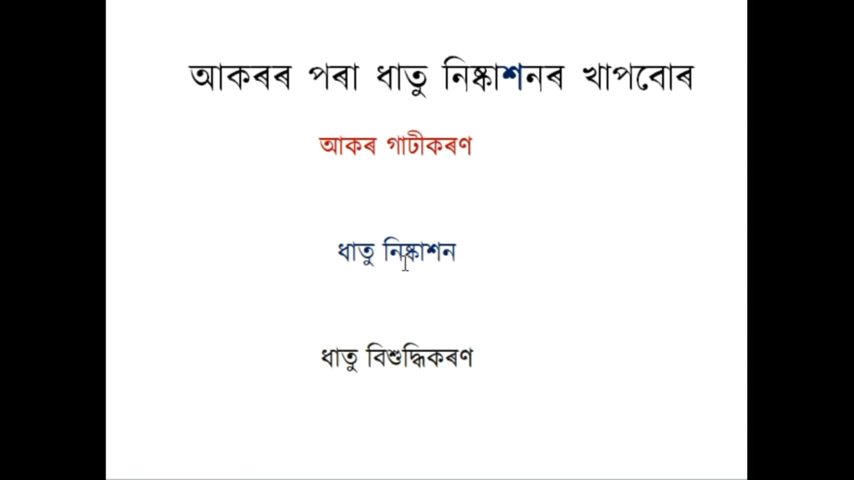 আকৰৰ পৰা ধাতু নিষ্কাশনৰ খাপবোৰ
আকৰ গাটীকৰণ
ধাতু নিষ্কাশন
ধাতু বিশুদ্ধিকৰণ